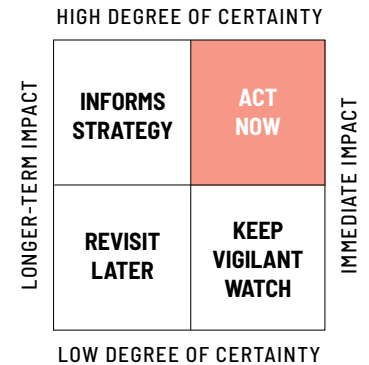 HIGH DEGREE OF CERTAINTY
LONGER-TERM IMPACT
INFORMS
STRATEGY
ACT
NOW
IMMEDIATE IMPACT
REVISIT
LATER
KEEP
VIGILANT
WATCH
LOW DEGREE OF CERTAINTY